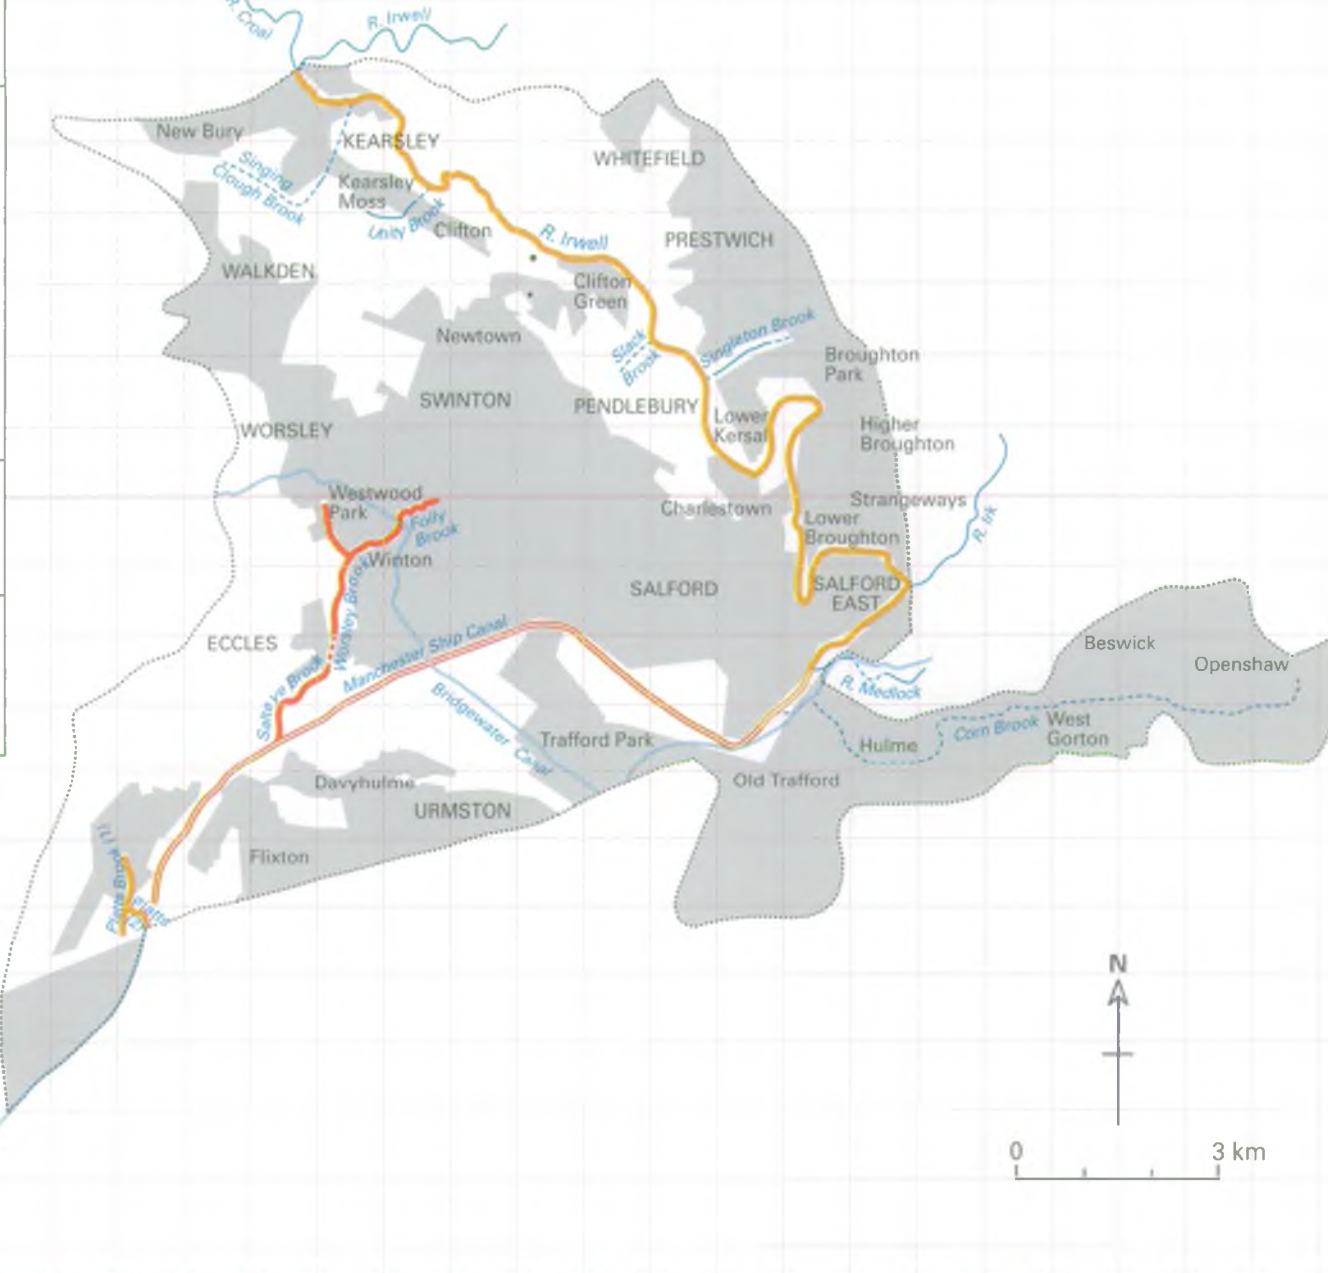 R. Croal
R. Irwell
New Bury
KEARSLEY
WHITEFIELD
Singing
Clough Brook
Kearsley
Moss
Unity Brook
Clifton
R. Irwell
PRESTWICH
WALKDEN
Clifton
Green
Newtown
Slack
Brook
Singleton Brook
Broughton
Park
SWINTON
PENDLEBURY
Lower
Kersal
WORSLEY
Higher
Broughton
Westwood
Park
Folly
Brook
Charlestown
Strangeways
Lower
Broughton
R. Irk
Winton
Worsley Brook
SALFORD
SALFORD
EAST
ECCLES
Manchester Ship Canal
Beswick
Openshaw
Brook
R. Medlock
Bridgewater Canal
Trafford Park
Hulme
Corn Brook
West
Gorton
Davyhulme
Old Trafford
URMSTON
Flixton
Platts
(2)
N
0 3 km